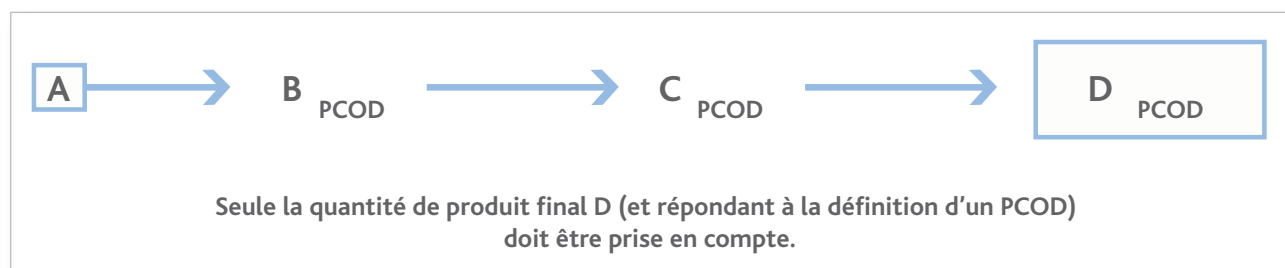 A B PCOD C PCOD D PCOD
Seule la quantité de produit final D (et répondant à la définition d'un PCOD)
doit être prise en compte.